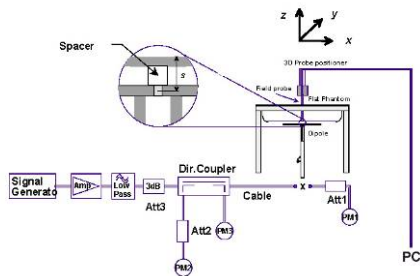 z
y
x
Spacer
s
3D Probe positioner
Field probe
Flat Phantom
Dipole
Signal
Generato
Amp
Low
Pass
3dB
Att3
Dir.Coupler
Cable
x
Att1
PM1
Att2
PM3
PM2
PC